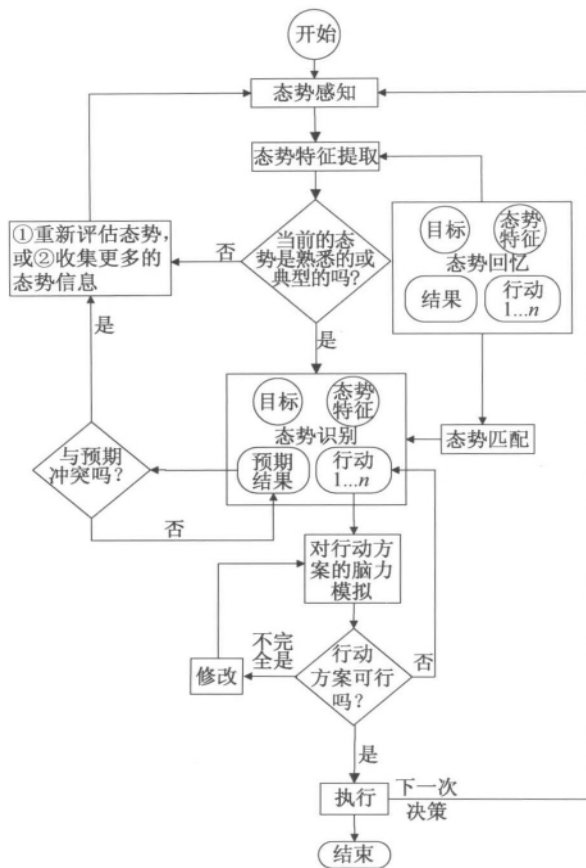 开始
态势感知
态势特征提取
①重新评估态势,
或②收集更多的
态势信息
否
当前的态
势是熟悉的或
典型的吗?
目标
态势
特征
态势回忆
结果
行动
1…n
是
是
目标
态势
特征
态势识别
预期
结果
行动
1…n
态势匹配
与预期
冲突吗?
否
对行动方
案的脑力
模拟
不完
全是
修改
行动
方案可行
吗?
否
是
执行
下一次
决策
结束